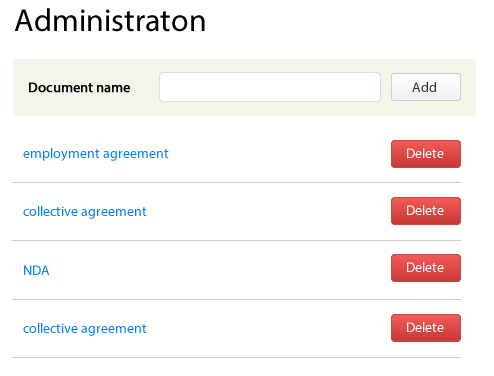 Administraton
Document name Add
employment agreement Delete
collective agreement Delete
NDA Delete
collective agreement Delete